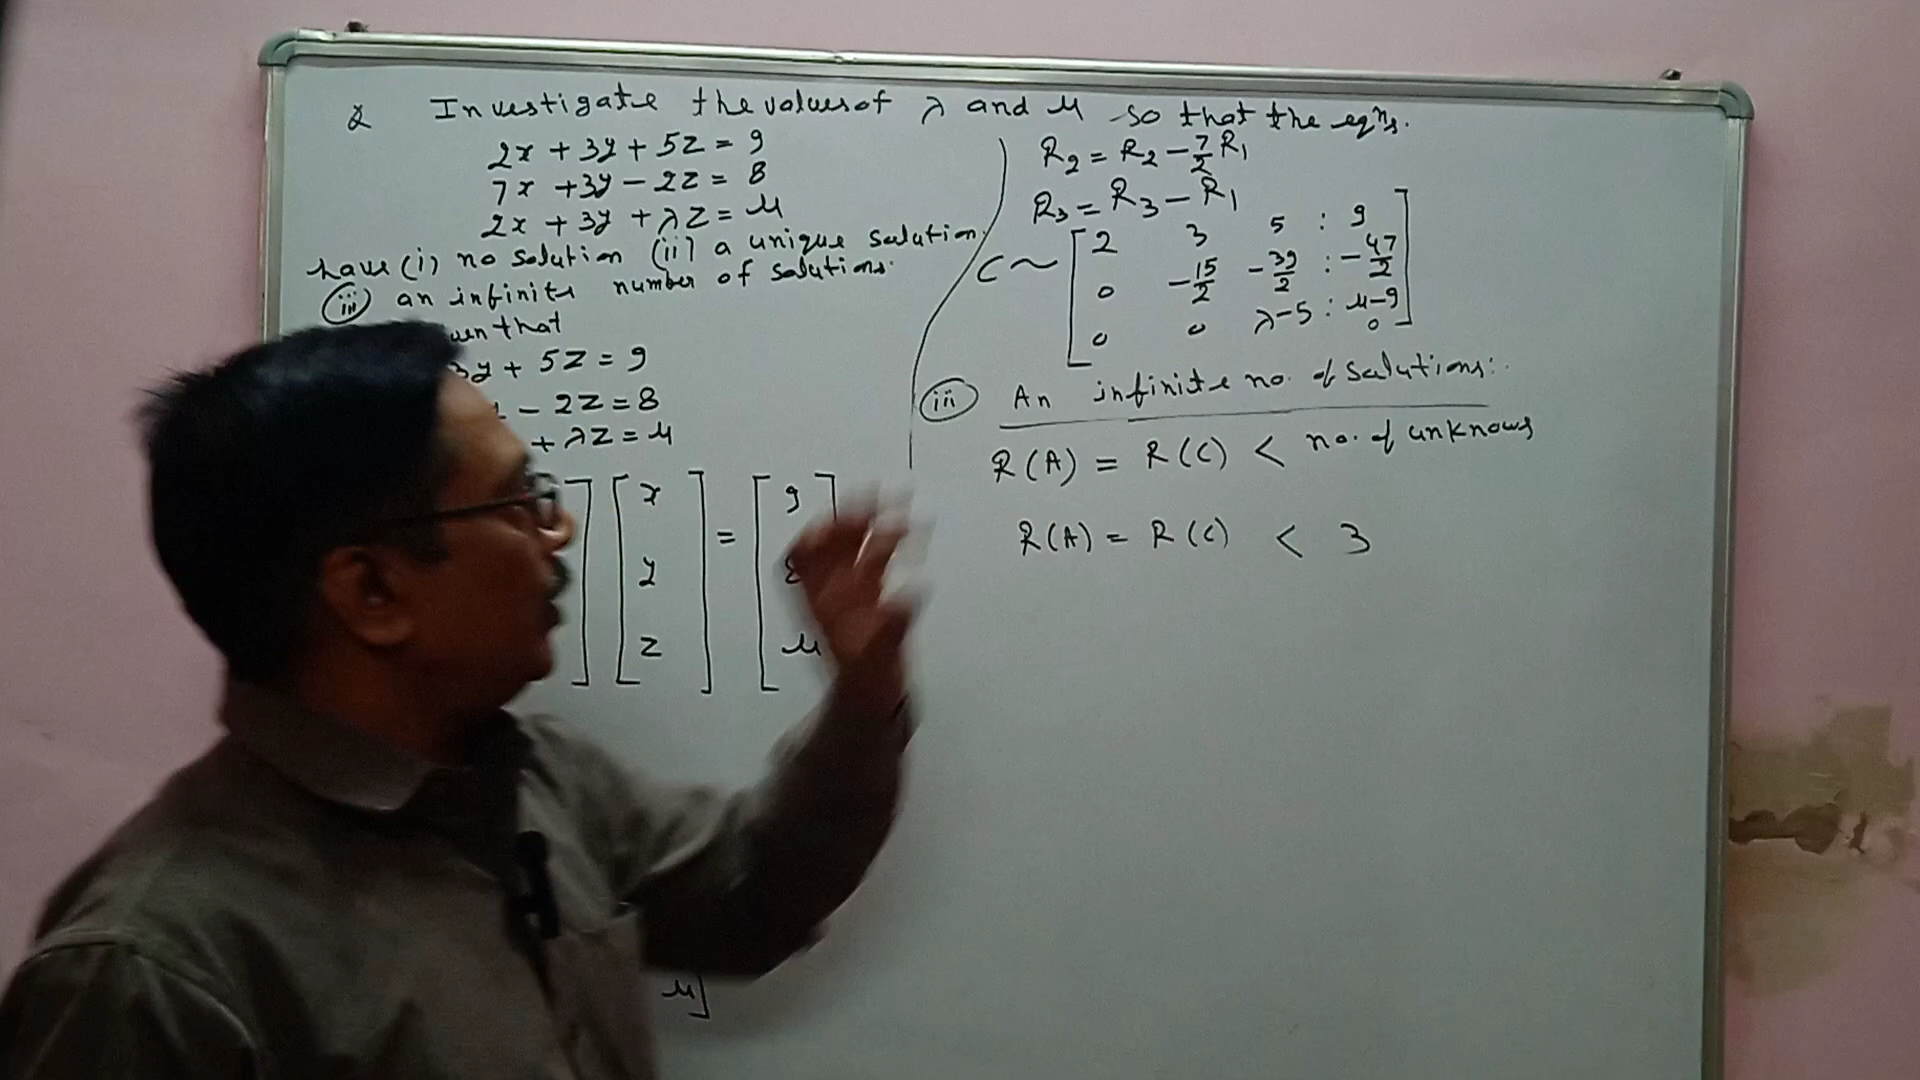 Q Investigate the values of λ and μ so that the eqns.
2x + 3y + 5z = 9
7x + 3y − 2z = 8
2x + 3y + λz = μ
have (i) no solution (ii) a unique solution.
(iii) an infinite number of solutions.
that
3y + 5z = 9
− 2z = 8
+ λz = μ
] [x] = [9]
y
z μ
μ]
R2 = R2 − 7/2 R1
R3 = R3 − R1
C ~ [2 3 5 : 9
0 −15/2 −39/2 : −47/2
0 0 λ−5 : μ−9]
0
(iii) An infinite no. of Solutions:
R(A) = R(C) < no. of unknows
R(A) = R(C) < 3